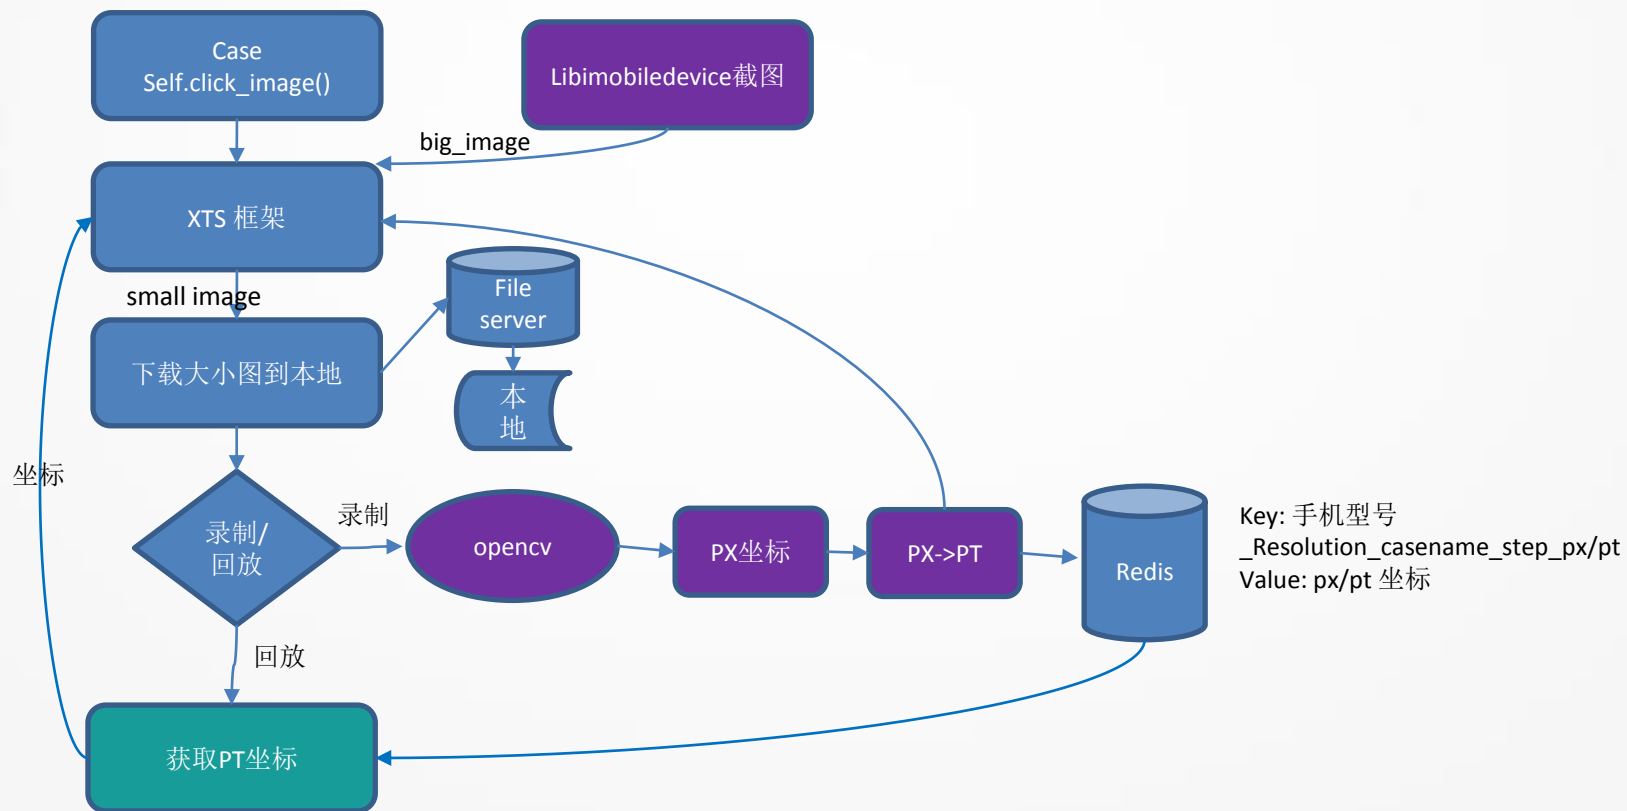 Case
Self.click_image()
Libimobiledevice截图
big_image
XTS 框架
small image
File
server
下载大小图到本地
本
地
坐标
录制/
回放
录制
opencv
PX坐标
PX->PT
Redis
Key: 手机型号
_Resolution_casename_step_px/pt
Value: px/pt 坐标
回放
获取PT坐标